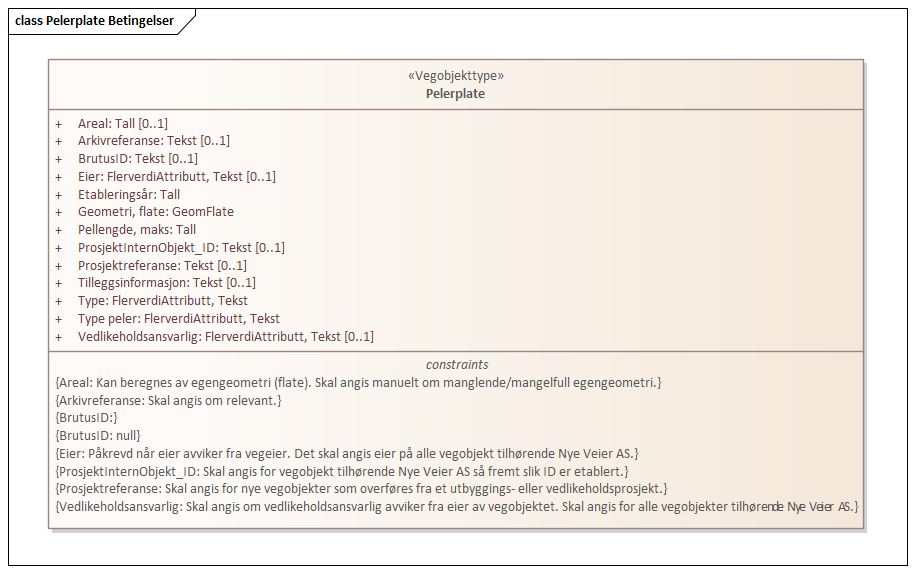 class Pelerplate Betingelser
«Vegobjekttype»
Pelerplate
+ Areal: Tall [0..1]
+ Arkivreferanse: Tekst [0..1]
+ BrutusID: Tekst [0..1]
+ Eier: FlerverdiAttributt, Tekst [0..1]
+ Etableringsår: Tall
+ Geometri, flate: GeomFlate
+ Pellengde, maks: Tall
+ ProsjektInternObjekt_ID: Tekst [0..1]
+ Prosjektreferanse: Tekst [0..1]
+ Tilleggsinformasjon: Tekst [0..1]
+ Type: FlerverdiAttributt, Tekst
+ Type peler: FlerverdiAttributt, Tekst
+ Vedlikeholdsansvarlig: FlerverdiAttributt, Tekst [0..1]
constraints
{Areal: Kan beregnes av egengeometri (flate). Skal angis manuelt om manglende/mangelfull egengeometri.}
{Arkivreferanse: Skal angis om relevant.}
{BrutusID:}
{BrutusID: null}
{Eier: Påkrevd når eier avviker fra vegeier. Det skal angis eier på alle vegobjekt tilhørende Nye Veier AS.}
{ProsjektInternObjekt_ID: Skal angis for vegobjekt tilhørende Nye Veier AS så fremt slik ID er etablert.}
{Prosjektreferanse: Skal angis for nye vegobjekter som overføres fra et utbyggings- eller vedlikeholdsprosjekt.}
{Vedlikeholdsansvarlig: Skal angis om vedlikeholdsansvarlig avviker fra eier av vegobjektet. Skal angis for alle vegobjekter tilhørende Nye Veier AS.}